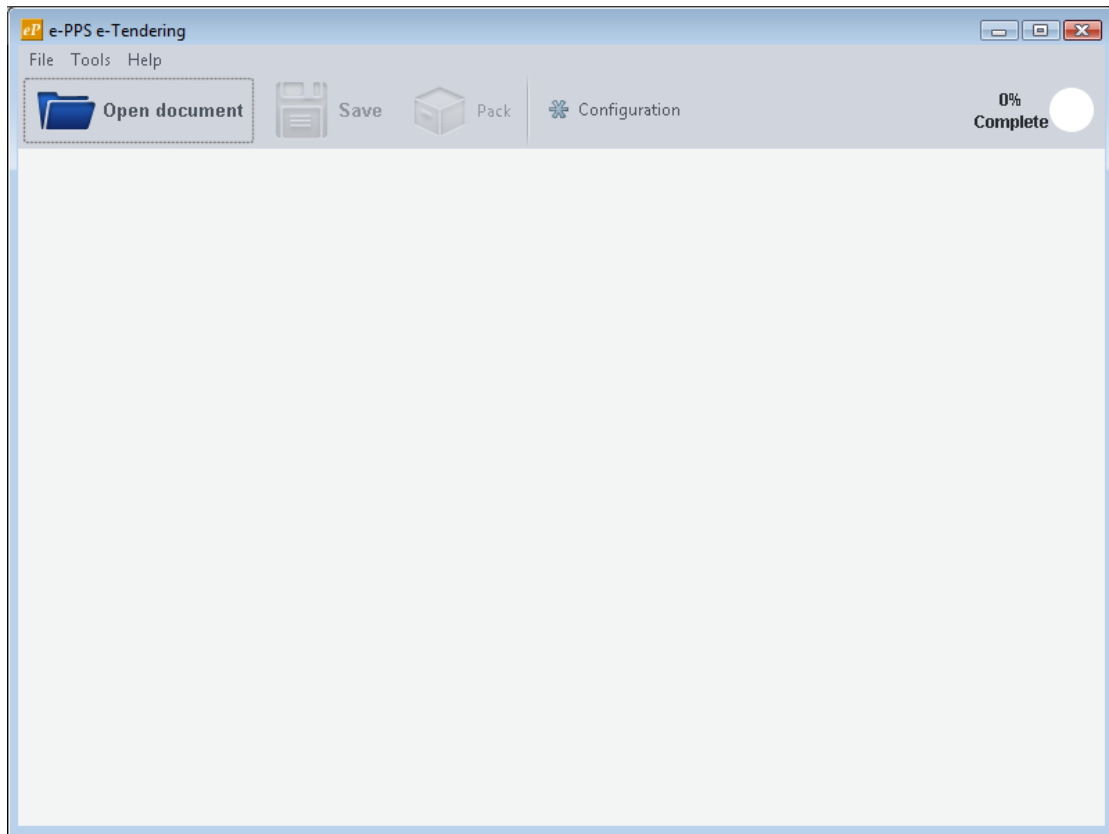 eP e-PPS e-Tendering
File Tools Help
Open document Save Pack Configuration
0%
Complete